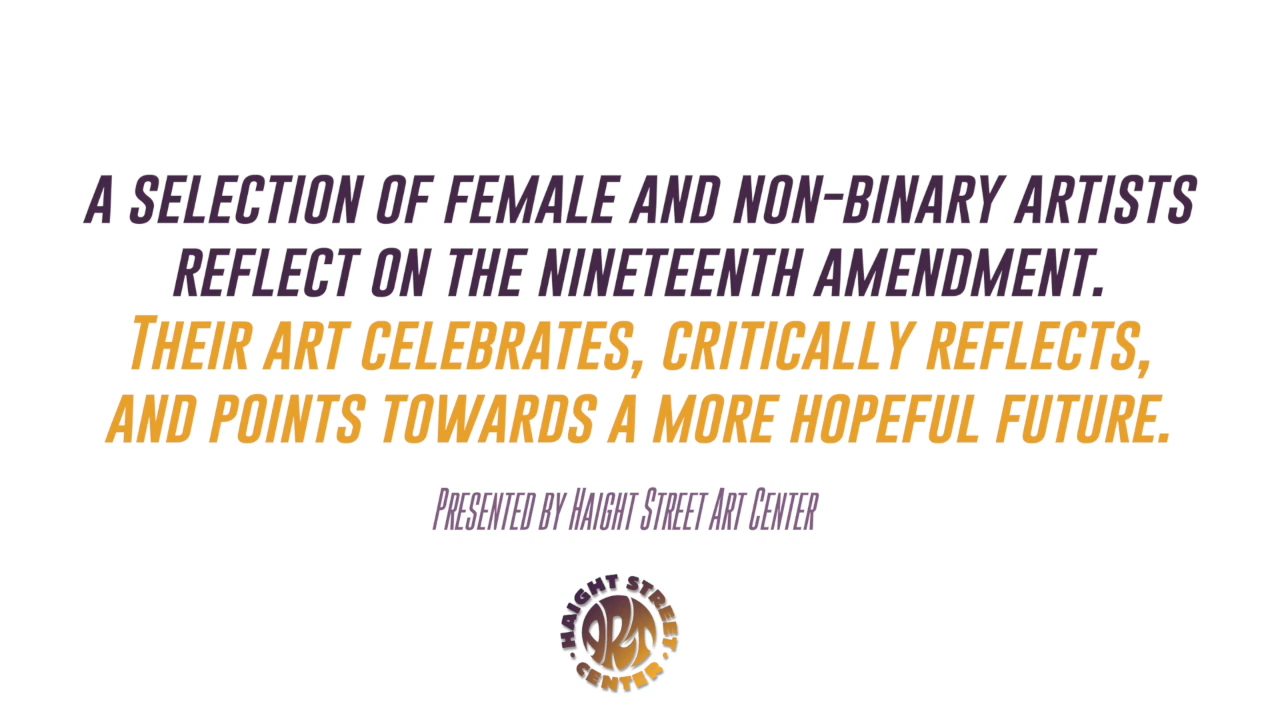 A SELECTION OF FEMALE AND NON-BINARY ARTISTS
REFLECT ON THE NINETEENTH AMENDMENT.
THEIR ART CELEBRATES, CRITICALLY REFLECTS,
AND POINTS TOWARDS A MORE HOPEFUL FUTURE.
PRESENTED BY HAIGHT STREET ART CENTER
HAIGHT STREET
ART
CENTER